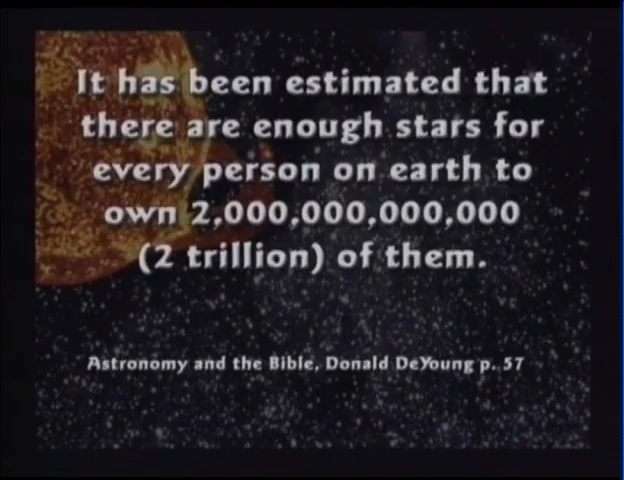 It has been estimated that
there are enough stars for
every person on earth to
own 2,000,000,000,000
(2 trillion) of them.
Astronomy and the Bible, Donald DeYoung p. 57